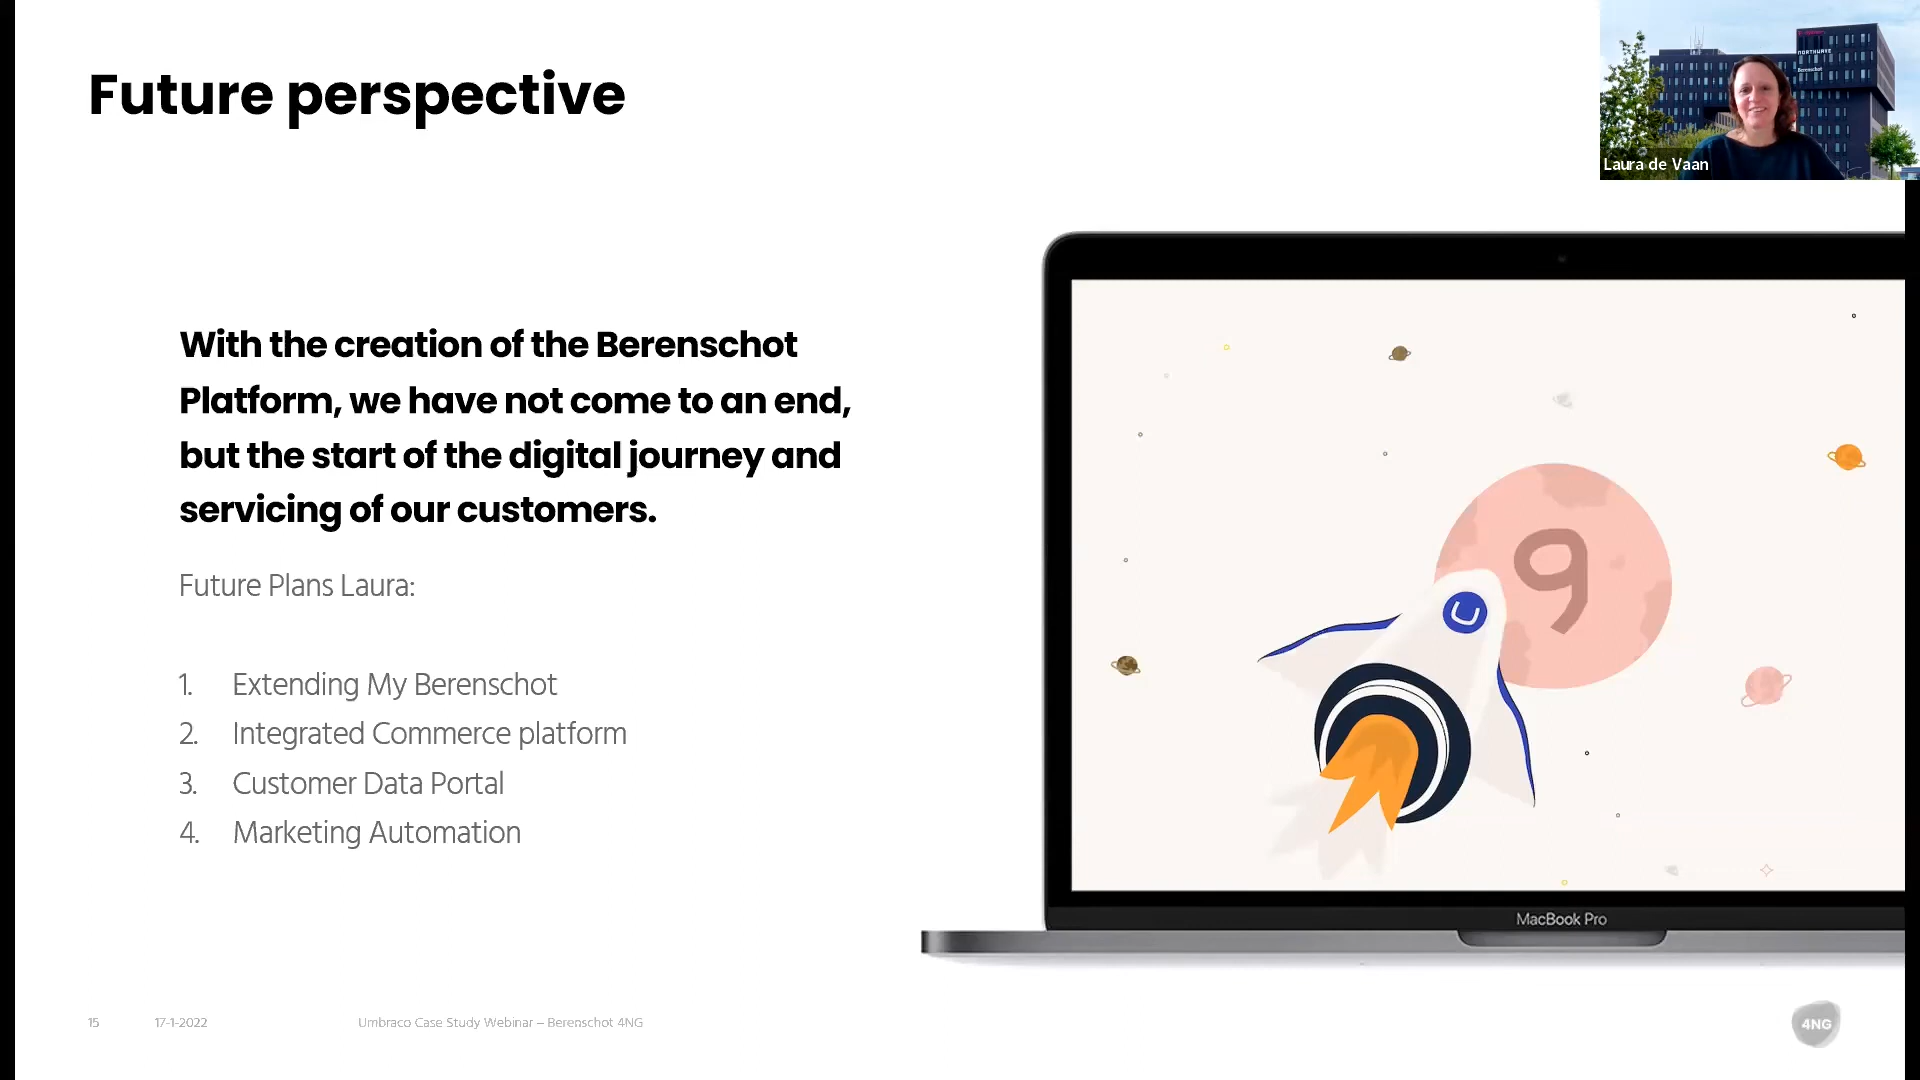 Future perspective
NORTHWAVE
Berenschot
Laura de Vaan
With the creation of the Berenschot
Platform, we have not come to an end,
but the start of the digital journey and
servicing of our customers.
Future Plans Laura:
1. Extending My Berenschot
2. Integrated Commerce platform
3. Customer Data Portal
4. Marketing Automation
9
MacBook Pro
15 17-1-2022 Umbraco Case Study Webinar – Berenschot 4NG
4NG